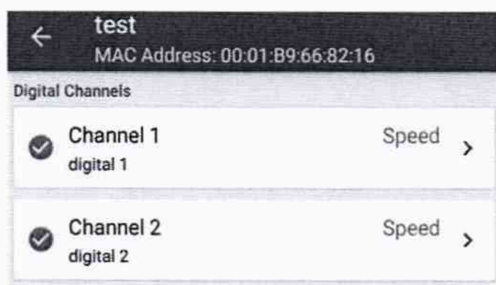 test
MAC Address: 00:01:B9:66:82:16
Digital Channels
Channel 1 Speed
digital 1
Channel 2 Speed
digital 2